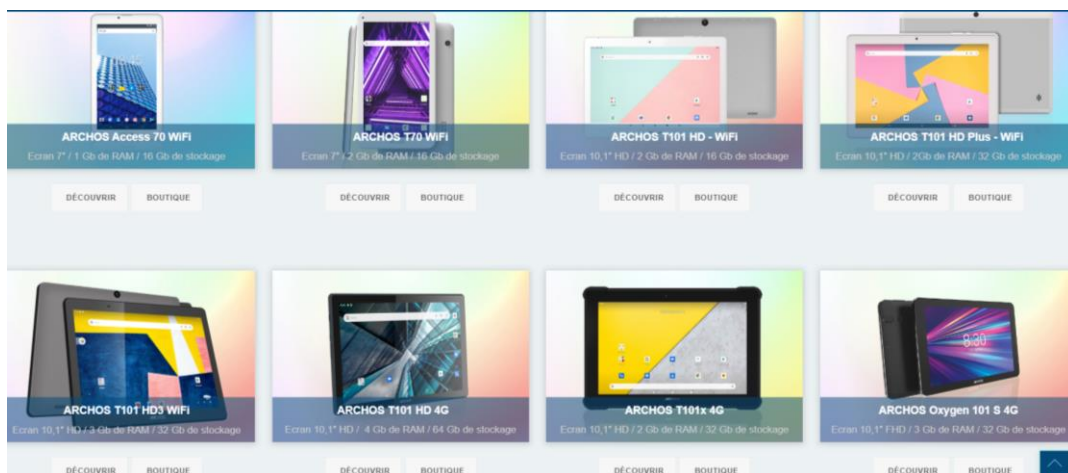 ARCHOS Access 70 WiFi
Ecran 7" / 1 Gb de RAM / 16 Gb de stockage
DÉCOUVRIR BOUTIQUE
ARCHOS T70 WiFi
Ecran 7" / 2 Gb de RAM / 16 Gb de stockage
DÉCOUVRIR BOUTIQUE
ARCHOS T101 HD - WiFi
Ecran 10,1" HD / 2 Gb de RAM / 16 Gb de stockage
DÉCOUVRIR BOUTIQUE
ARCHOS T101 HD Plus - WiFi
Ecran 10,1" HD / 2Gb de RAM / 32 Gb de stockage
DÉCOUVRIR BOUTIQUE
ARCHOS T101 HD3 WiFi
Ecran 10,1" HD / 3 Gb de RAM / 32 Gb de stockage
DÉCOUVRIR BOUTIQUE
ARCHOS T101 HD 4G
Ecran 10,1" HD / 4 Gb de RAM / 64 Gb de stockage
DÉCOUVRIR BOUTIQUE
ARCHOS T101x 4G
Ecran 10,1" HD / 2 Gb de RAM / 32 Gb de stockage
DÉCOUVRIR BOUTIQUE
8:30
ARCHOS Oxygen 101 S 4G
Ecran 10,1" FHD / 3 Gb de RAM / 32 Gb de stockage
DÉCOUVRIR BOUTIQUE